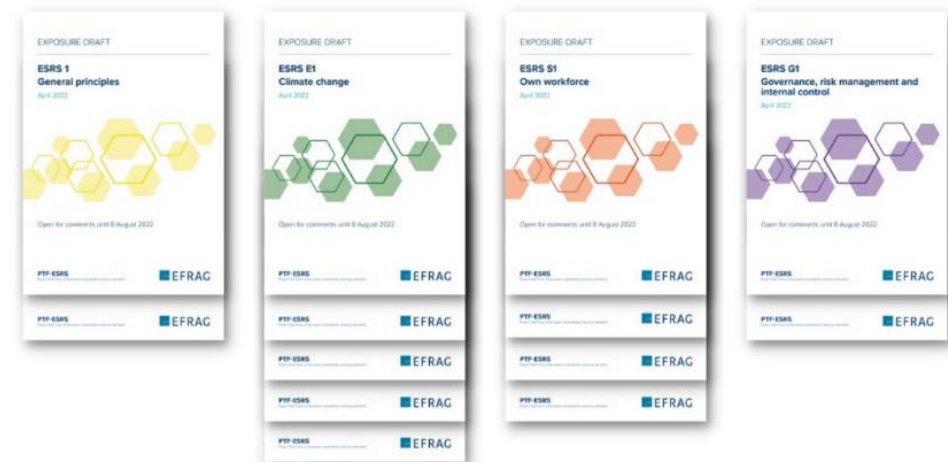 EXPOSURE DRAFT
ESRS 1
General principles
April 2022
Open for comments until 8 August 2022
PTF-ESRS
EFRAG
PTF-ESRS
EFRAG
EXPOSURE DRAFT
ESRS E1
Climate change
April 2022
Open for comments until 8 August 2022
PTF-ESRS
EFRAG
PTF-ESRS
EFRAG
PTF-ESRS
EFRAG
PTF-ESRS
EFRAG
PTF-ESRS
EFRAG
EXPOSURE DRAFT
ESRS S1
Own workforce
April 2022
Open for comments until 8 August 2022
PTF-ESRS
EFRAG
PTF-ESRS
EFRAG
PTF-ESRS
EFRAG
PTF-ESRS
EFRAG
EXPOSURE DRAFT
ESRS G1
Governance, risk management and
internal control
April 2022
Open for comments until 8 August 2022
PTF-ESRS
EFRAG
PTF-ESRS
EFRAG